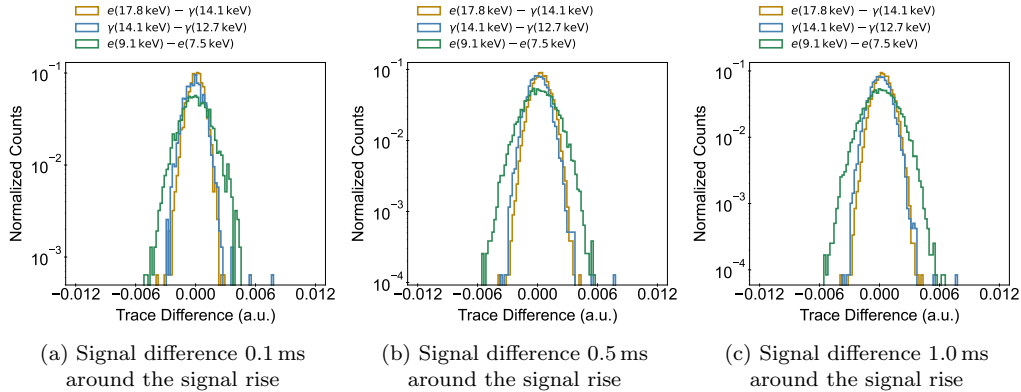 e(17.8 keV) − γ(14.1 keV)
γ(14.1 keV) − γ(12.7 keV)
e(9.1 keV) − e(7.5 keV)
10⁻¹
10⁻²
10⁻³
Normalized Counts
−0.012 −0.006 0.000 0.006 0.012
Trace Difference (a.u.)
(a) Signal difference 0.1 ms
around the signal rise
e(17.8 keV) − γ(14.1 keV)
γ(14.1 keV) − γ(12.7 keV)
e(9.1 keV) − e(7.5 keV)
10⁻¹
10⁻²
10⁻³
10⁻⁴
Normalized Counts
−0.012 −0.006 0.000 0.006 0.012
Trace Difference (a.u.)
(b) Signal difference 0.5 ms
around the signal rise
e(17.8 keV) − γ(14.1 keV)
γ(14.1 keV) − γ(12.7 keV)
e(9.1 keV) − e(7.5 keV)
10⁻¹
10⁻²
10⁻³
10⁻⁴
Normalized Counts
−0.012 −0.006 0.000 0.006 0.012
Trace Difference (a.u.)
(c) Signal difference 1.0 ms
around the signal rise